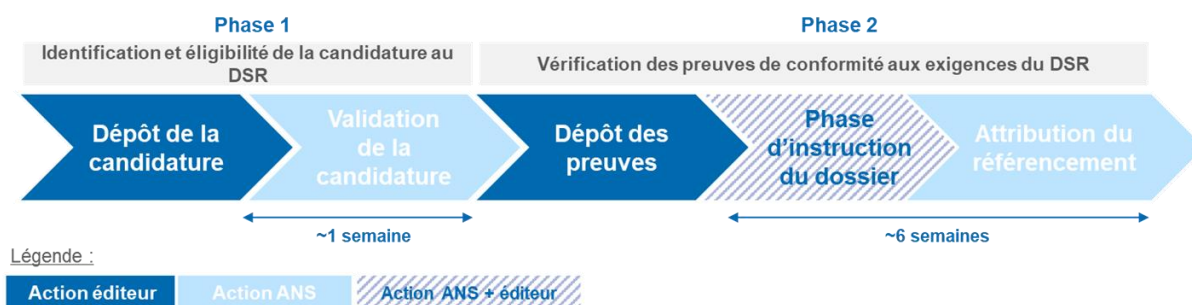 Phase 1
Phase 2
Identification et éligibilité de la candidature au
DSR
Vérification des preuves de conformité aux exigences du DSR
Dépôt de la
candidature
Validation
de la
candidature
Dépôt des
preuves
Phase
d'instruction
du dossier
Attribution du
référencement
~1 semaine
~6 semaines
Légende :
Action éditeur
Action ANS
Action ANS + éditeur